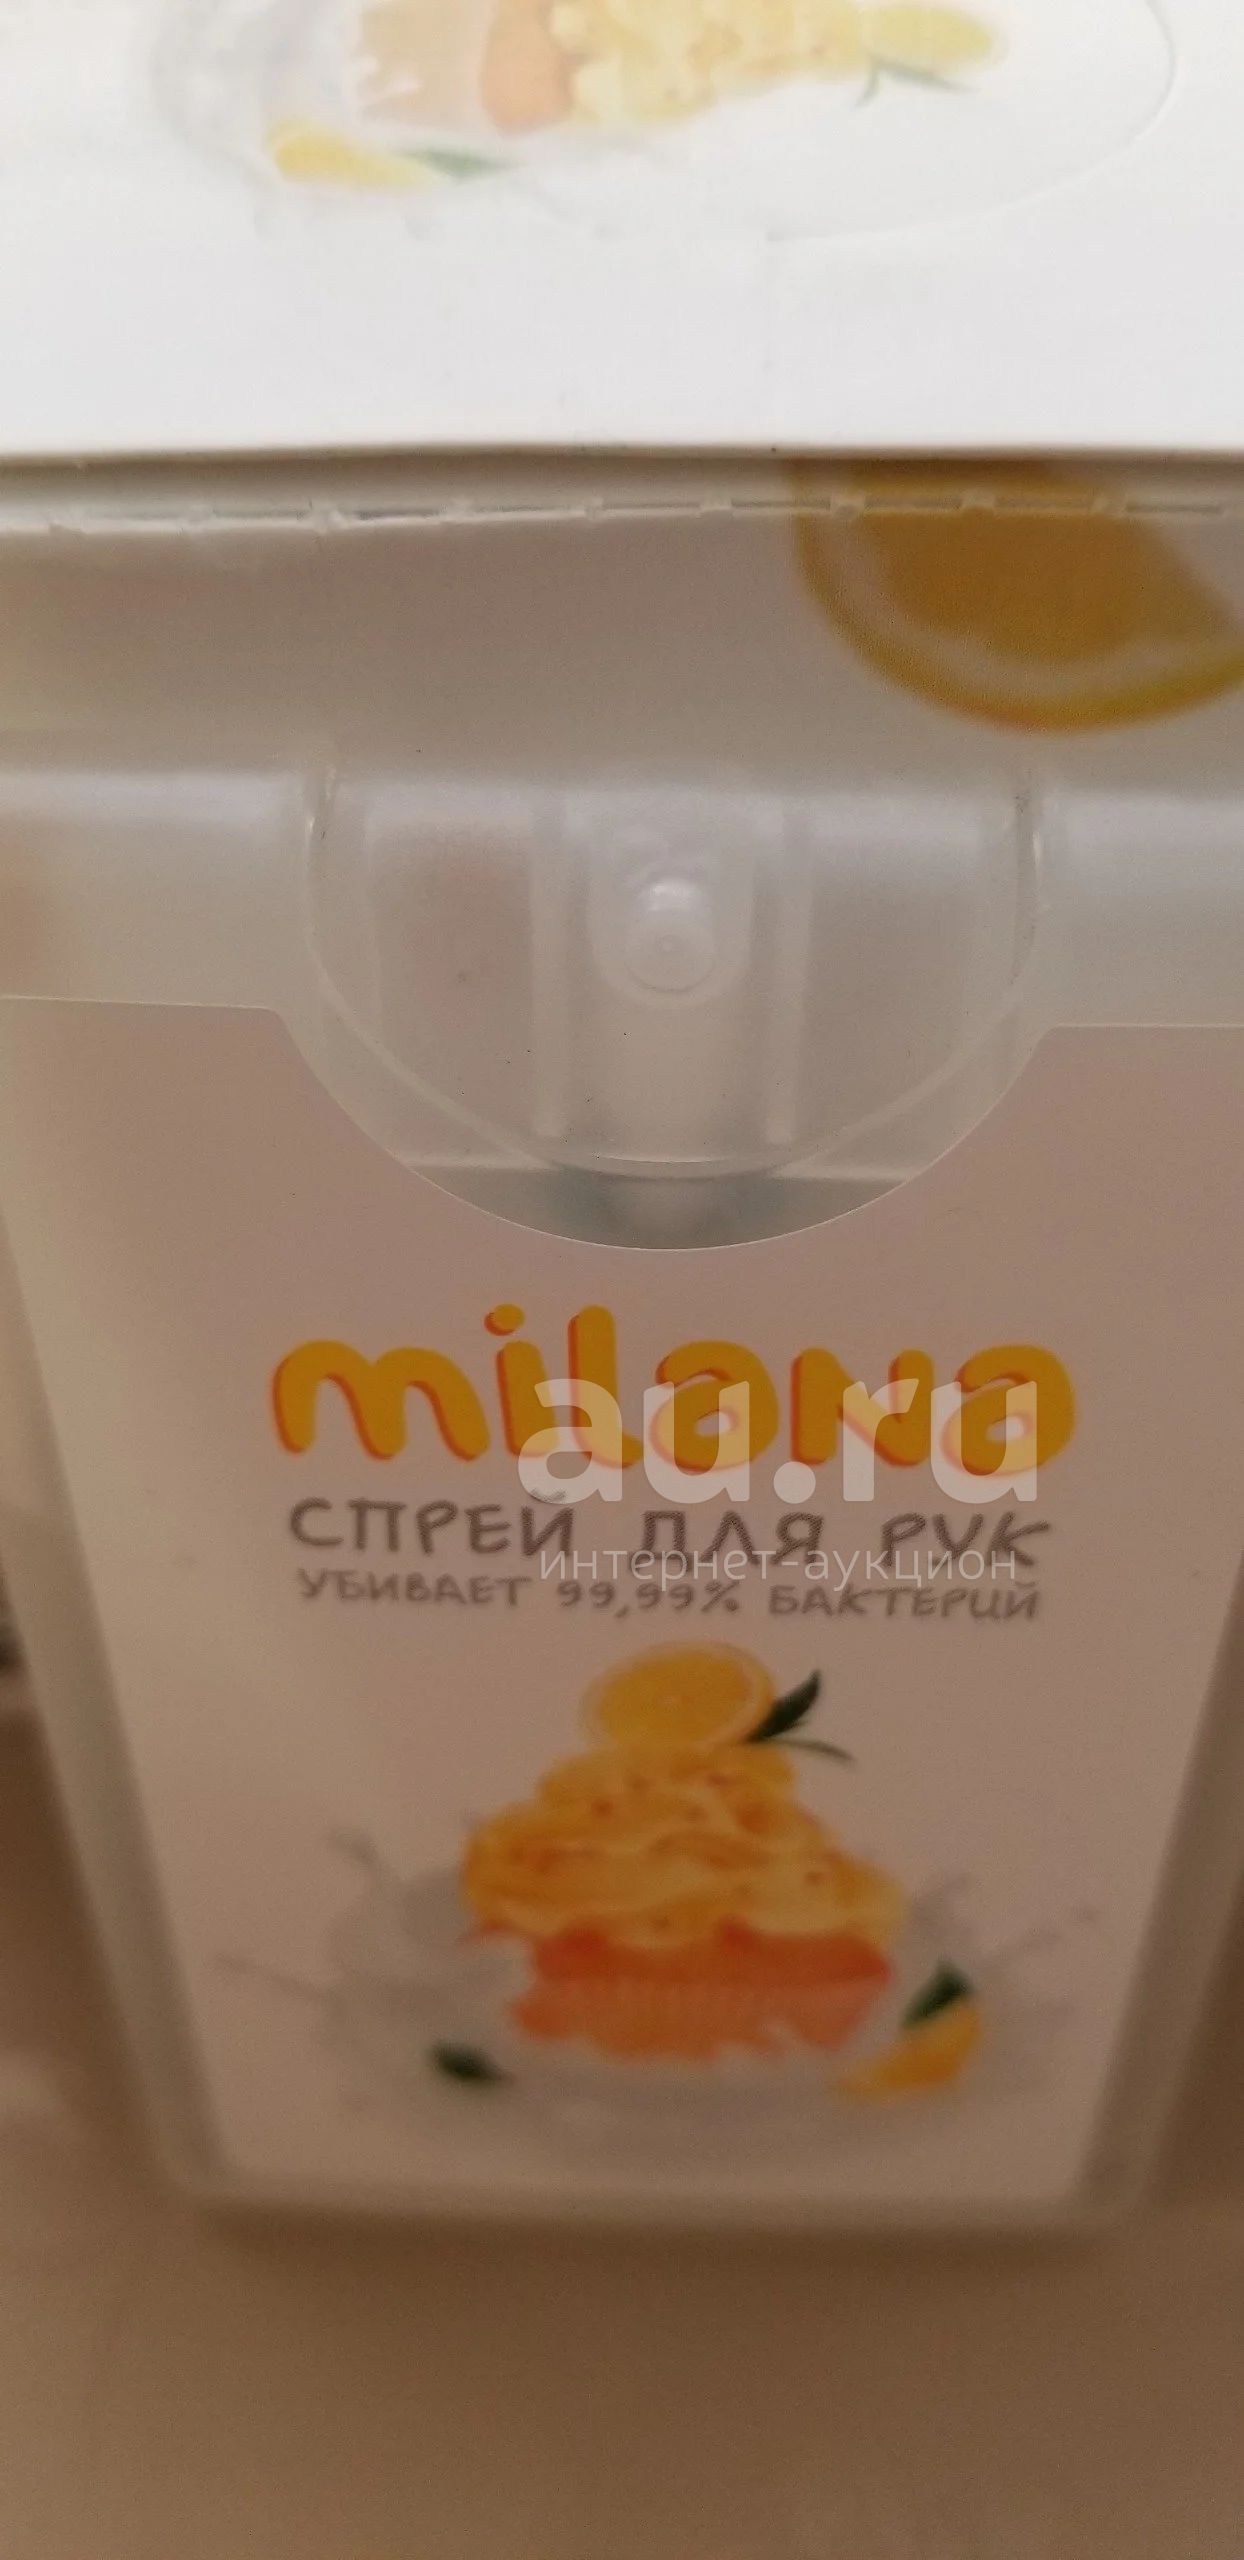 milana
au.ru
СПРЕЙ ДЛЯ РУК
интернет-аукцион
УБИВАЕТ 99,99% БАКТЕРИЙ